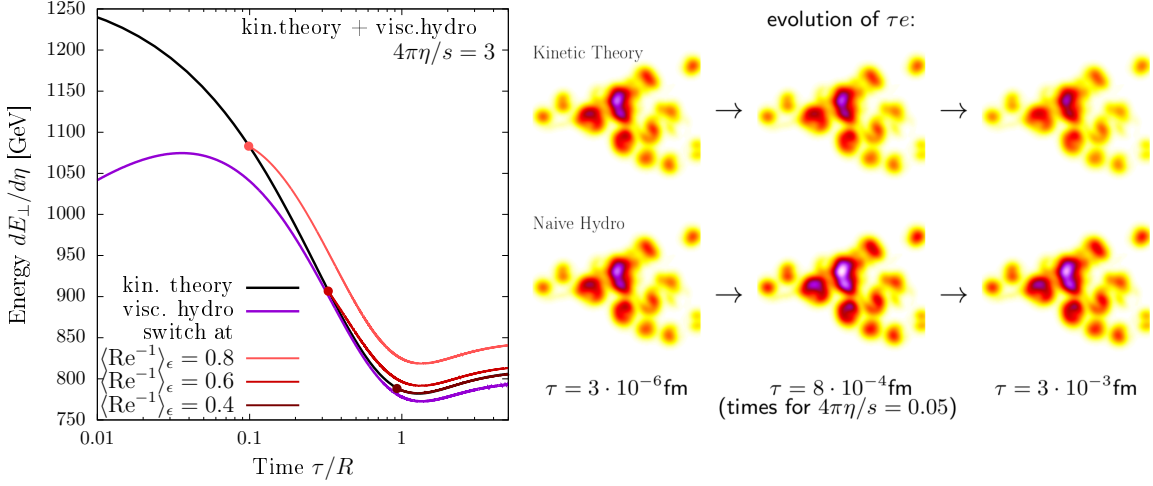 kin.theory + visc.hydro
4πη/s = 3
1250
1200
1150
1100
1050
1000
950
900
850
800
750
Energy dE⊥/dη [GeV]
kin. theory
visc. hydro
switch at
⟨Re⁻¹⟩ϵ = 0.8
⟨Re⁻¹⟩ϵ = 0.6
⟨Re⁻¹⟩ϵ = 0.4
0.01 0.1 1
Time τ/R
evolution of τe:
Kinetic Theory
→ →
Naive Hydro
→ →
τ = 3 · 10⁻⁶fm τ = 8 · 10⁻⁴fm τ = 3 · 10⁻³fm
(times for 4πη/s = 0.05)